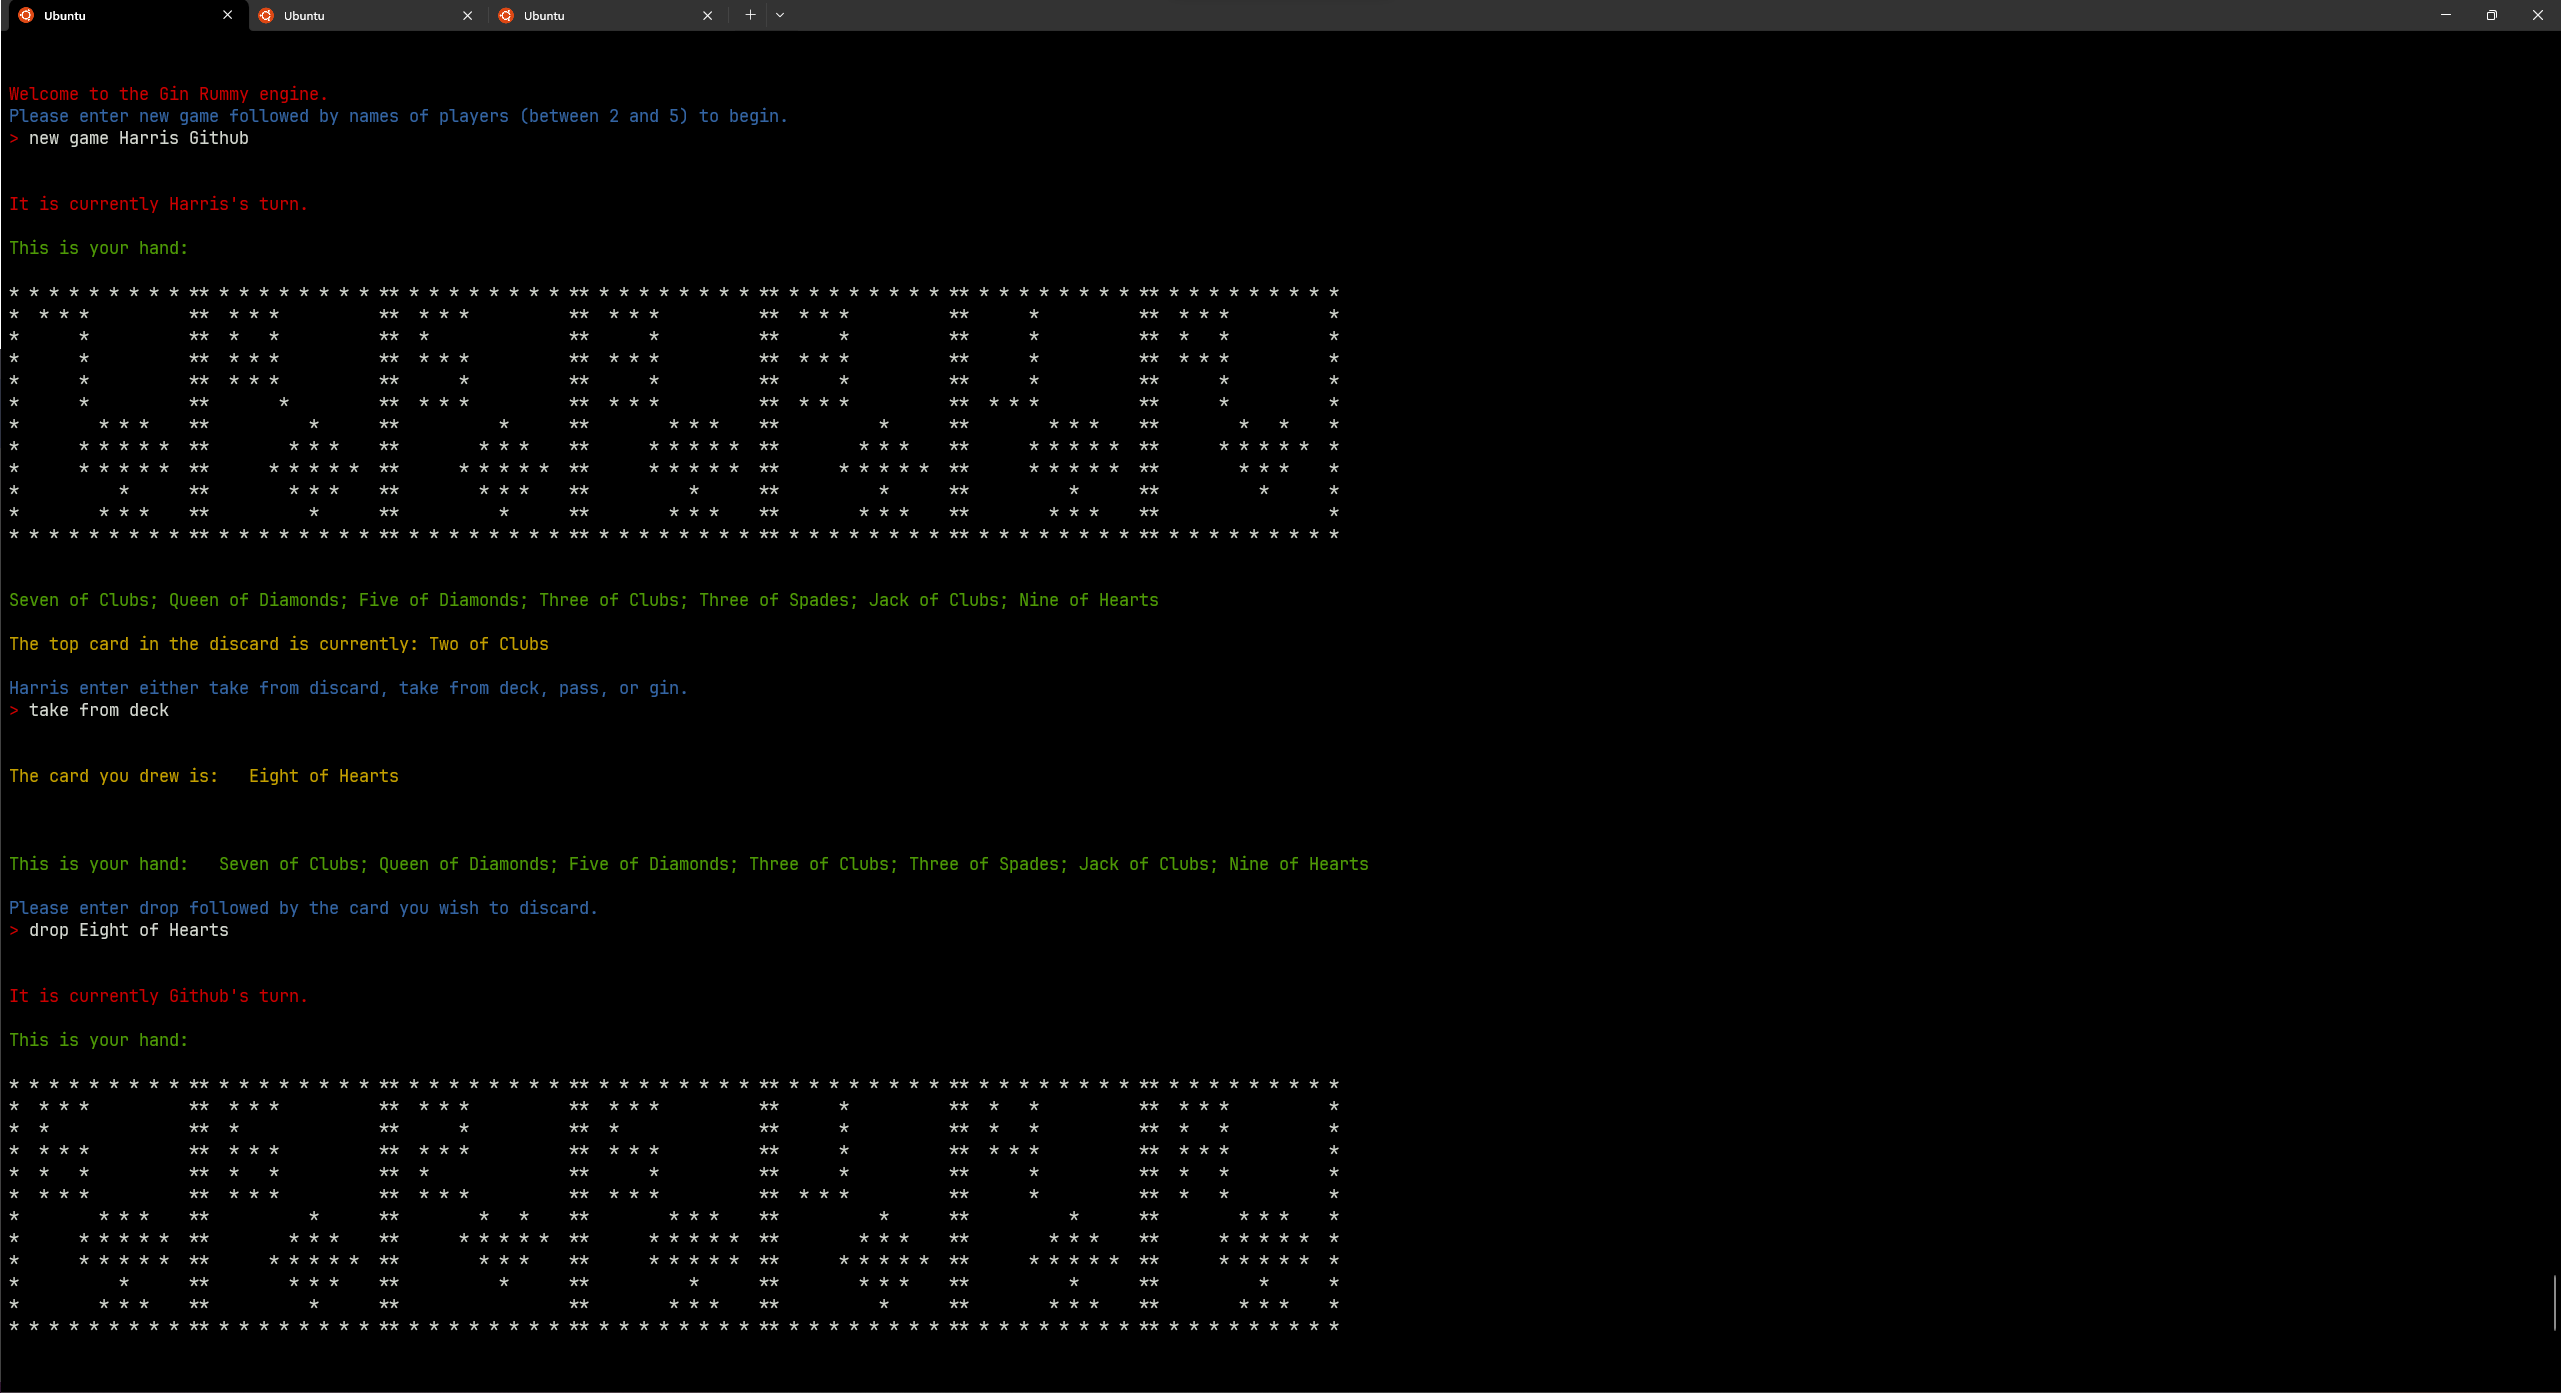 Ubuntu Ubuntu Ubuntu
Welcome to the Gin Rummy engine.
Please enter new game followed by names of players (between 2 and 5) to begin.
> new game Harris Github
It is currently Harris's turn.
This is your hand:
Seven of Clubs; Queen of Diamonds; Five of Diamonds; Three of Clubs; Three of Spades; Jack of Clubs; Nine of Hearts
The top card in the discard is currently: Two of Clubs
Harris enter either take from discard, take from deck, pass, or gin.
> take from deck
The card you drew is:   Eight of Hearts
This is your hand:   Seven of Clubs; Queen of Diamonds; Five of Diamonds; Three of Clubs; Three of Spades; Jack of Clubs; Nine of Hearts
Please enter drop followed by the card you wish to discard.
> drop Eight of Hearts
It is currently Github's turn.
This is your hand: